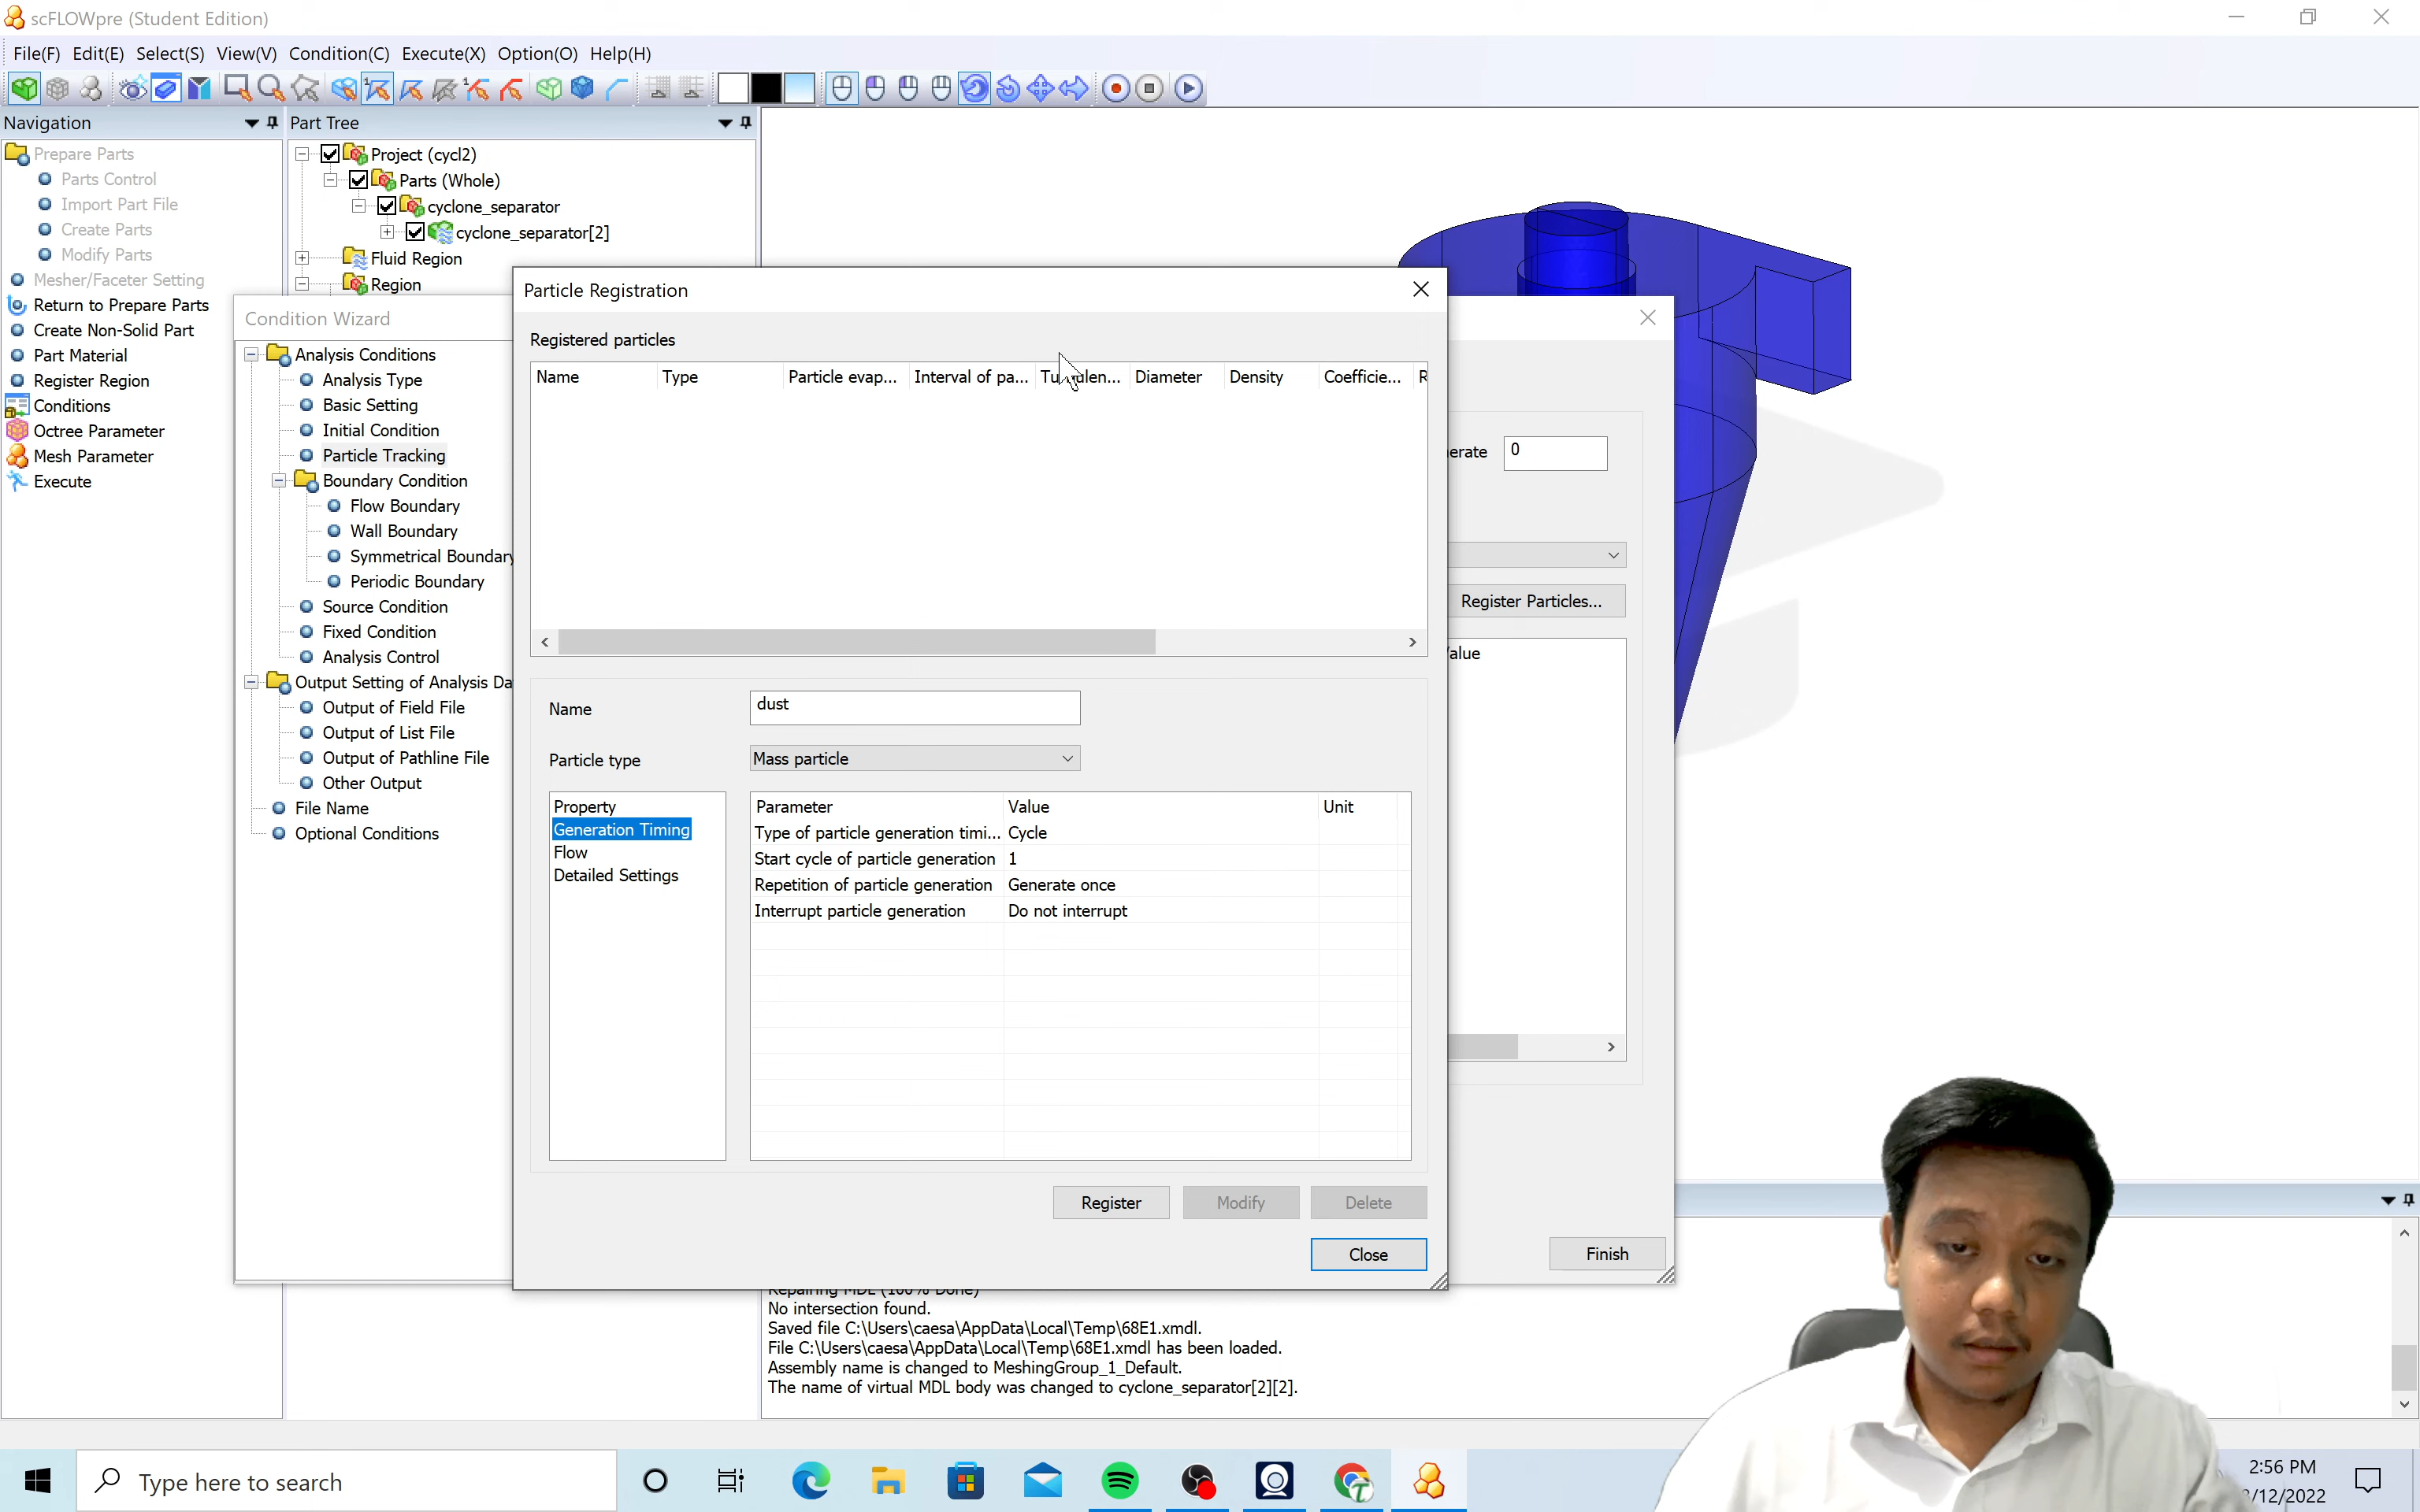 scFLOWpre (Student Edition)
File(F) Edit(E) Select(S) View(V) Condition(C) Execute(X) Option(O) Help(H)
Navigation
Prepare Parts
Parts Control
Import Part File
Create Parts
Modify Parts
Mesher/Faceter Setting
Return to Prepare Parts
Create Non-Solid Part
Part Material
Register Region
Conditions
Octree Parameter
Mesh Parameter
Execute
Part Tree
Project (cycl2)
Parts (Whole)
cyclone_separator
cyclone_separator[2]
Fluid Region
Region
Condition Wizard
Analysis Conditions
Analysis Type
Basic Setting
Initial Condition
Particle Tracking
Boundary Condition
Flow Boundary
Wall Boundary
Symmetrical Boundary
Periodic Boundary
Source Condition
Fixed Condition
Analysis Control
Output Setting of Analysis Da
Output of Field File
Output of List File
Output of Pathline File
Other Output
File Name
Optional Conditions
Particle Registration
Registered particles
Name Type Particle evap... Interval of pa... Diameter Density Coefficie...
Name dust
Particle type Mass particle
Property
Generation Timing
Flow
Detailed Settings
Parameter Value Unit
Type of particle generation timi... Cycle
Start cycle of particle generation 1
Repetition of particle generation Generate once
Interrupt particle generation Do not interrupt
Register Modify Delete
Close
erate 0
Register Particles...
alue
Finish
Repairing MDL (100% Done)
No intersection found.
Saved file C:\Users\caesa\AppData\Local\Temp\68E1.xmdl.
File C:\Users\caesa\AppData\Local\Temp\68E1.xmdl has been loaded.
Assembly name is changed to MeshingGroup_1_Default.
The name of virtual MDL body was changed to cyclone_separator[2][2].
Type here to search
2:56 PM
/12/2022